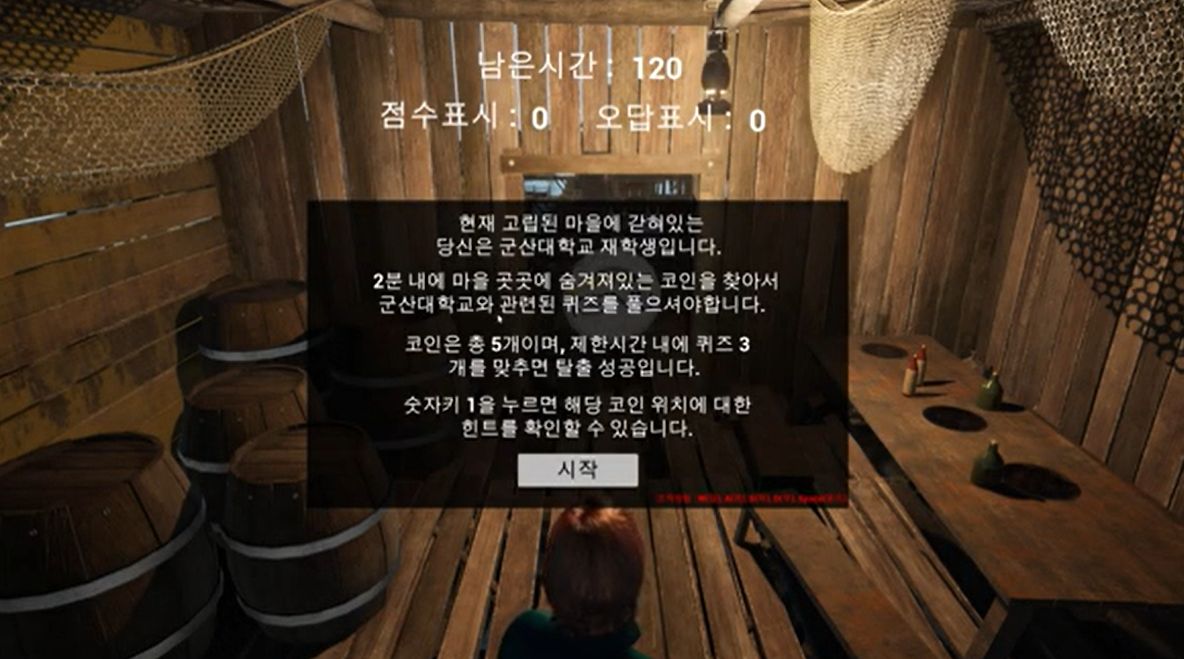 남은시간 : 120
점수표시 : 0 오답표시 : 0
현재 고립된 마을에 갇혀있는
당신은 군산대학교 재학생입니다.
2분 내에 마을 곳곳에 숨겨져있는 코인을 찾아서
군산대학교와 관련된 퀴즈를 풀으셔야합니다.
코인은 총 5개이며, 제한시간 내에 퀴즈 3
개를 맞추면 탈출 성공입니다.
숫자키 1을 누르면 해당 코인 위치에 대한
힌트를 확인할 수 있습니다.
시작